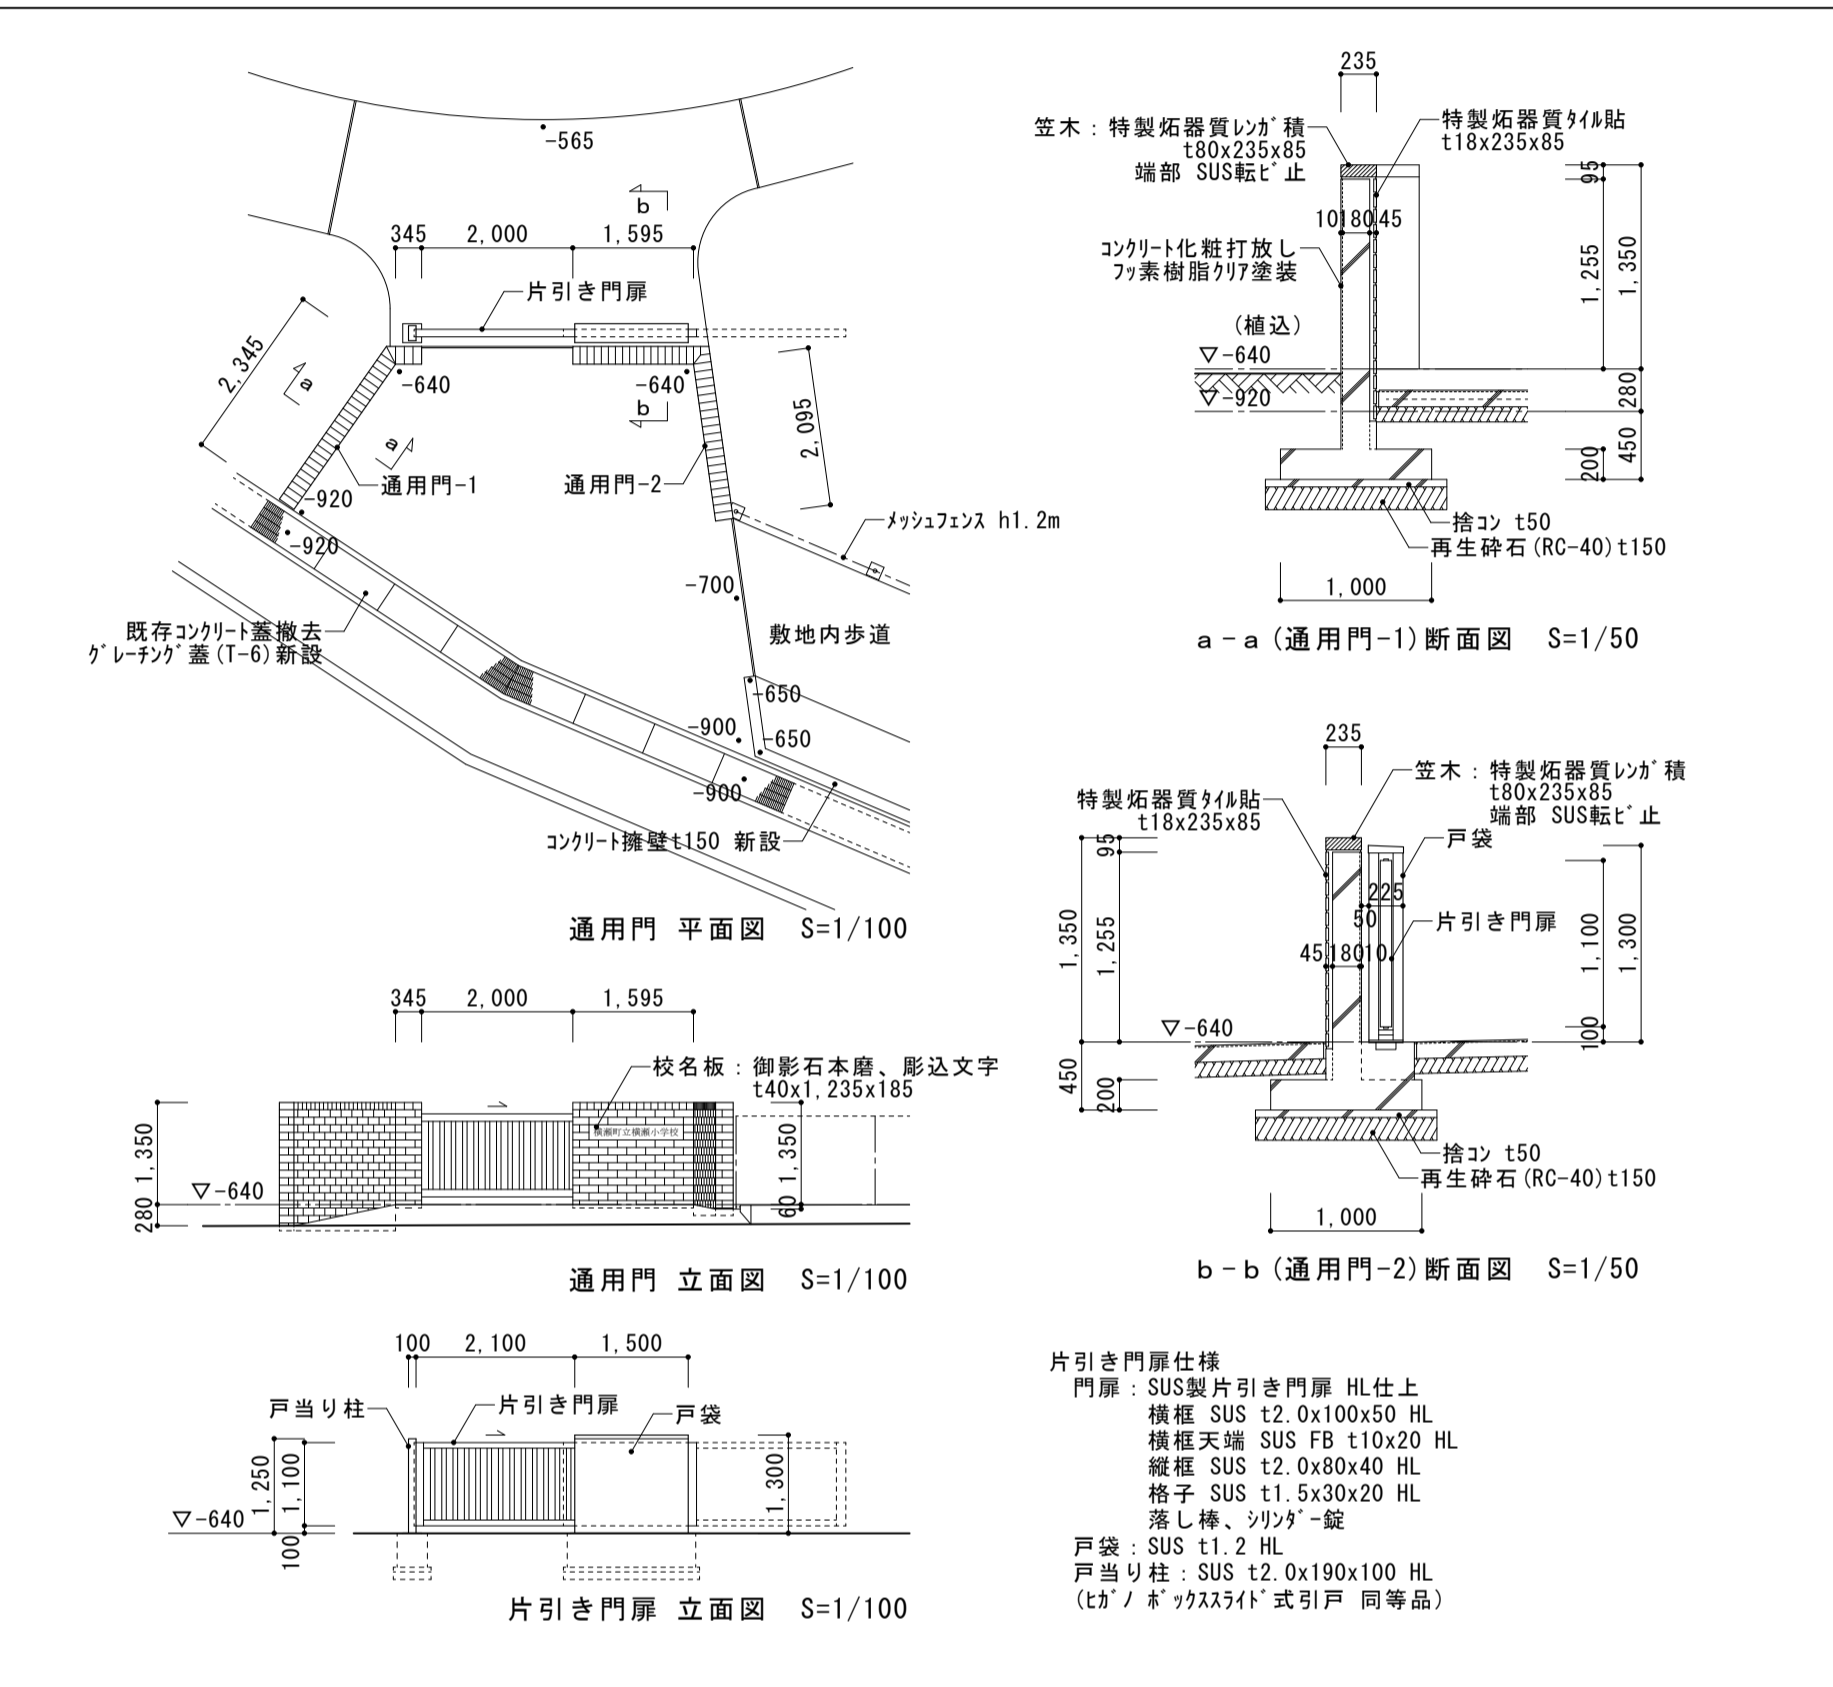 -565
b
345
2,000
1,595
片引き門扉
2,345
a
-640
-640
b
a
2,095
通用門-1
通用門-2
-920
-920
メッシュフェンス h1.2m
-700
既存コンクリート蓋撤去
グレーチング蓋(T-6)新設
敷地内歩道
-650
-900
-650
-900
コンクリート擁壁t150 新設
通用門 平面図 S=1/100
345
2,000
1,595
校名板：御影石本磨、彫込文字
t40x1,235x185
横瀬町立横瀬小学校
1,350
280
▽-640
1,350
60
通用門 立面図 S=1/100
100
2,100
1,500
戸当り柱
片引き門扉
戸袋
1,250
1,100
100
▽-640
1,300
片引き門扉 立面図 S=1/100
235
笠木：特製炻器質レンガ積
t80x235x85
端部 SUS転ビ止
特製炻器質タイル貼
t18x235x85
10
180
45
コンクリート化粧打放し
フッ素樹脂クリア塗装
(植込)
▽-640
▽-920
95
1,255
1,350
280
450
200
捨コン t50
再生砕石(RC-40)t150
1,000
a-a(通用門-1)断面図 S=1/50
235
笠木：特製炻器質レンガ積
t80x235x85
端部 SUS転ビ止
特製炻器質タイル貼
t18x235x85
戸袋
95
1,350
1,255
225
50
45
180
10
片引き門扉
1,100
1,300
100
▽-640
450
200
捨コン t50
再生砕石(RC-40)t150
1,000
b-b(通用門-2)断面図 S=1/50
片引き門扉仕様
門扉：SUS製片引き門扉 HL仕上
横框 SUS t2.0x100x50 HL
横框天端 SUS FB t10x20 HL
縦框 SUS t2.0x80x40 HL
格子 SUS t1.5x30x20 HL
落し棒、シリンダｰ錠
戸袋：SUS t1.2 HL
戸当り柱：SUS t2.0x190x100 HL
(ヒガノ ボックススライド式引戸 同等品)